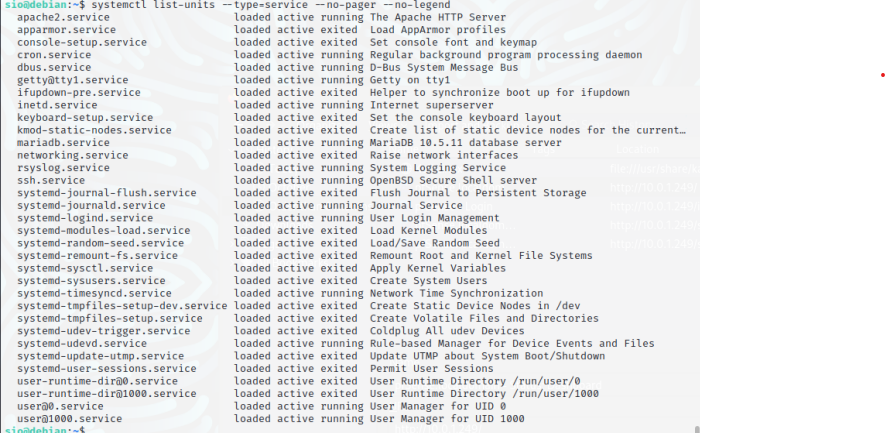 sio@debian:~$ systemctl list-units --type=service --no-pager --no-legend
apache2.service loaded active running The Apache HTTP Server
apparmor.service loaded active exited Load AppArmor profiles
console-setup.service loaded active exited Set console font and keymap
cron.service loaded active running Regular background program processing daemon
dbus.service loaded active running D-Bus System Message Bus
getty@tty1.service loaded active running Getty on tty1
ifupdown-pre.service loaded active exited Helper to synchronize boot up for ifupdown
inetd.service loaded active running Internet superserver
keyboard-setup.service loaded active exited Set the console keyboard layout
kmod-static-nodes.service loaded active exited Create list of static device nodes for the current…
mariadb.service loaded active running MariaDB 10.5.11 database server
networking.service loaded active exited Raise network interfaces
rsyslog.service loaded active running System Logging Service
ssh.service loaded active running OpenBSD Secure Shell server
systemd-journal-flush.service loaded active exited Flush Journal to Persistent Storage
systemd-journald.service loaded active running Journal Service
systemd-logind.service loaded active running User Login Management
systemd-modules-load.service loaded active exited Load Kernel Modules
systemd-random-seed.service loaded active exited Load/Save Random Seed
systemd-remount-fs.service loaded active exited Remount Root and Kernel File Systems
systemd-sysctl.service loaded active exited Apply Kernel Variables
systemd-sysusers.service loaded active exited Create System Users
systemd-timesyncd.service loaded active running Network Time Synchronization
systemd-tmpfiles-setup-dev.service loaded active exited Create Static Device Nodes in /dev
systemd-tmpfiles-setup.service loaded active exited Create Volatile Files and Directories
systemd-udev-trigger.service loaded active exited Coldplug All udev Devices
systemd-udevd.service loaded active running Rule-based Manager for Device Events and Files
systemd-update-utmp.service loaded active exited Update UTMP about System Boot/Shutdown
systemd-user-sessions.service loaded active exited Permit User Sessions
user-runtime-dir@0.service loaded active exited User Runtime Directory /run/user/0
user-runtime-dir@1000.service loaded active exited User Runtime Directory /run/user/1000
user@0.service loaded active running User Manager for UID 0
user@1000.service loaded active running User Manager for UID 1000
sio@debian:~$